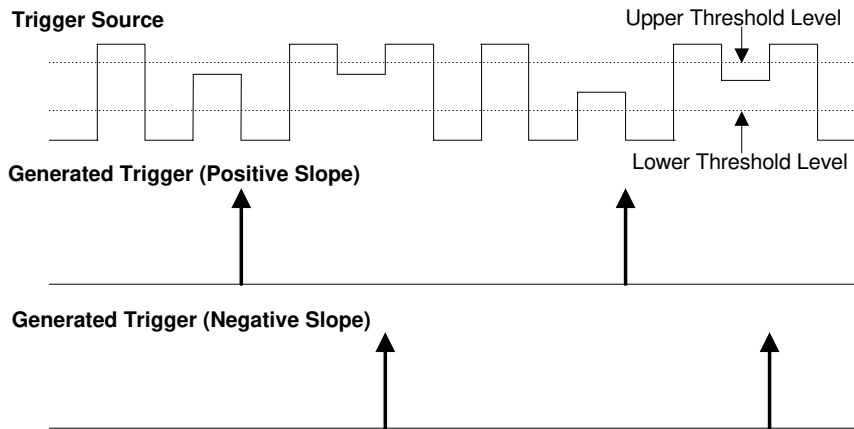 Trigger Source
Upper Threshold Level
Lower Threshold Level
Generated Trigger (Positive Slope)
Generated Trigger (Negative Slope)